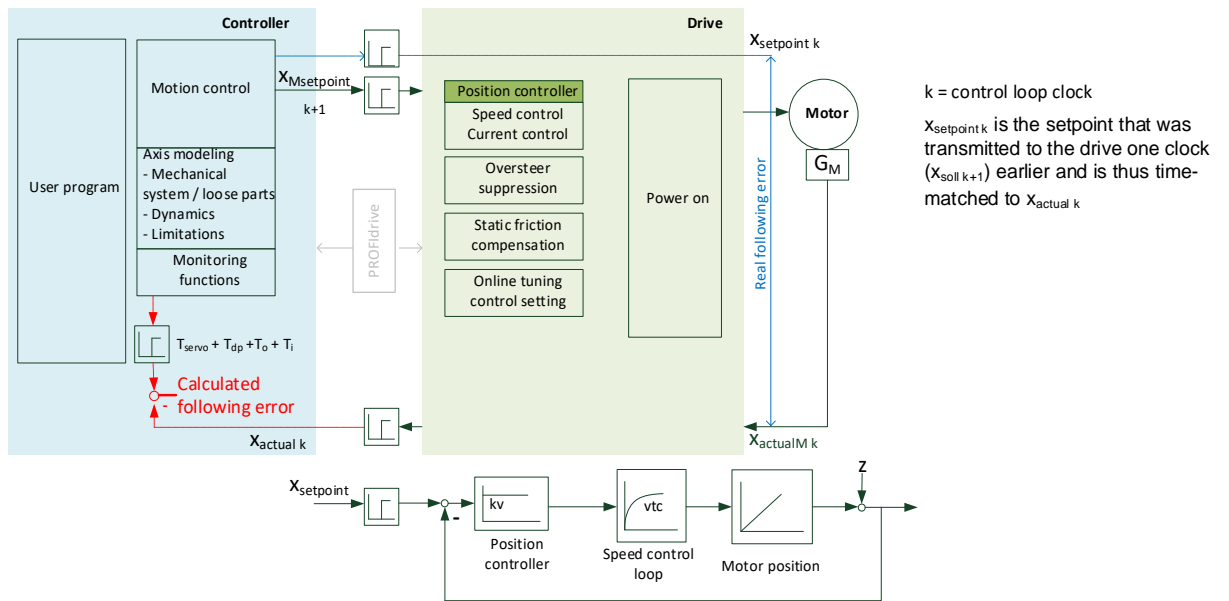 Controller
Drive
User program
Motion control
Axis modeling
- Mechanical
system / loose parts
- Dynamics
- Limitations
Monitoring
functions
Tservo + Tdp +To + Ti
Calculated
following error
-
xactual k
xMsetpoint
k+1
PROFIdrive
Position controller
Speed control
Current control
Oversteer
suppression
Static friction
compensation
Online tuning
control setting
Power on
xsetpoint k
Real following error
Motor
GM
xactualM k
k = control loop clock
xsetpoint k is the setpoint that was
transmitted to the drive one clock
(xsoll k+1) earlier and is thus time-
matched to xactual k
xsetpoint
-
kv
Position
controller
vtc
Speed control
loop
Motor position
z